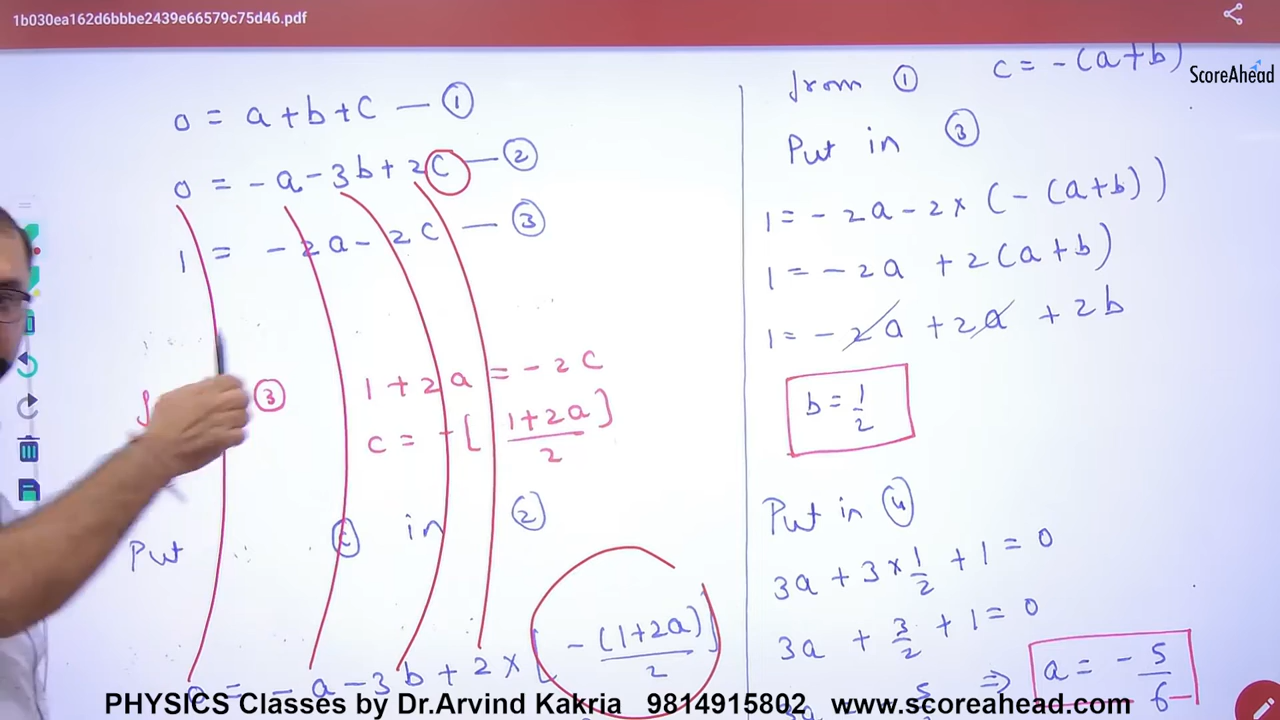 1b030ea162d6bbbe2439e66579c75d46.pdf
ScoreAhead
0 = a + b + c — ①
0 = - a - 3b + 2c — ②
1 = - 2a - 2c — ③
③
1 + 2a = - 2c
c = - [ (1+2a)/2 ]
Put c in ②
0 = - a - 3b + 2 × [ - (1+2a)/2 ]
from ① c = - (a+b)
Put in ③
1 = - 2a - 2 × ( - (a+b) )
1 = - 2a + 2(a+b)
1 = - 2a + 2a + 2b
b = 1/2
Put in ④
3a + 3 × 1/2 + 1 = 0
3a + 3/2 + 1 = 0
⇒ a = - 5/6
PHYSICS Classes by Dr.Arvind Kakria 9814915802 www.scoreahead.com